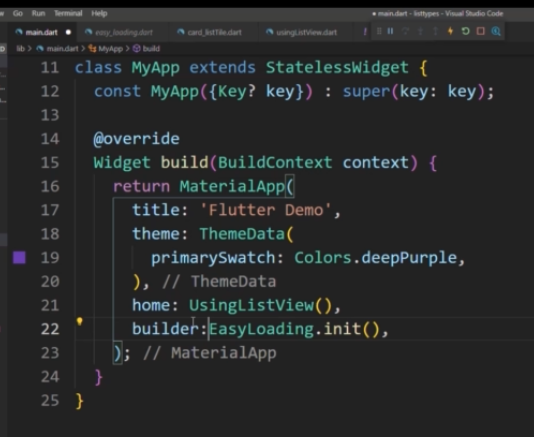 Go Run Terminal Help
main.dart - listtypes - Visual Studio Code
main.dart easy_loading.dart card_listTile.dart usingListView.dart
lib > main.dart > MyApp > build
11 class MyApp extends StatelessWidget {
12 const MyApp({Key? key}) : super(key: key);
13
14 @override
15 Widget build(BuildContext context) {
16 return MaterialApp(
17 title: 'Flutter Demo',
18 theme: ThemeData(
19 primarySwatch: Colors.deepPurple,
20 ), // ThemeData
21 home: UsingListView(),
22 builder:EasyLoading.init(),
23 ); // MaterialApp
24 }
25 }